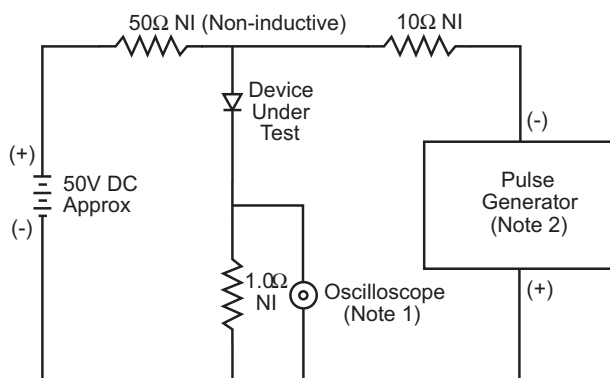 50Ω NI (Non-inductive)
10Ω NI
Device
Under
Test
(-)
(+)
50V DC
Approx
(-)
Pulse
Generator
(Note 2)
1.0Ω
NI
Oscilloscope
(Note 1)
(+)